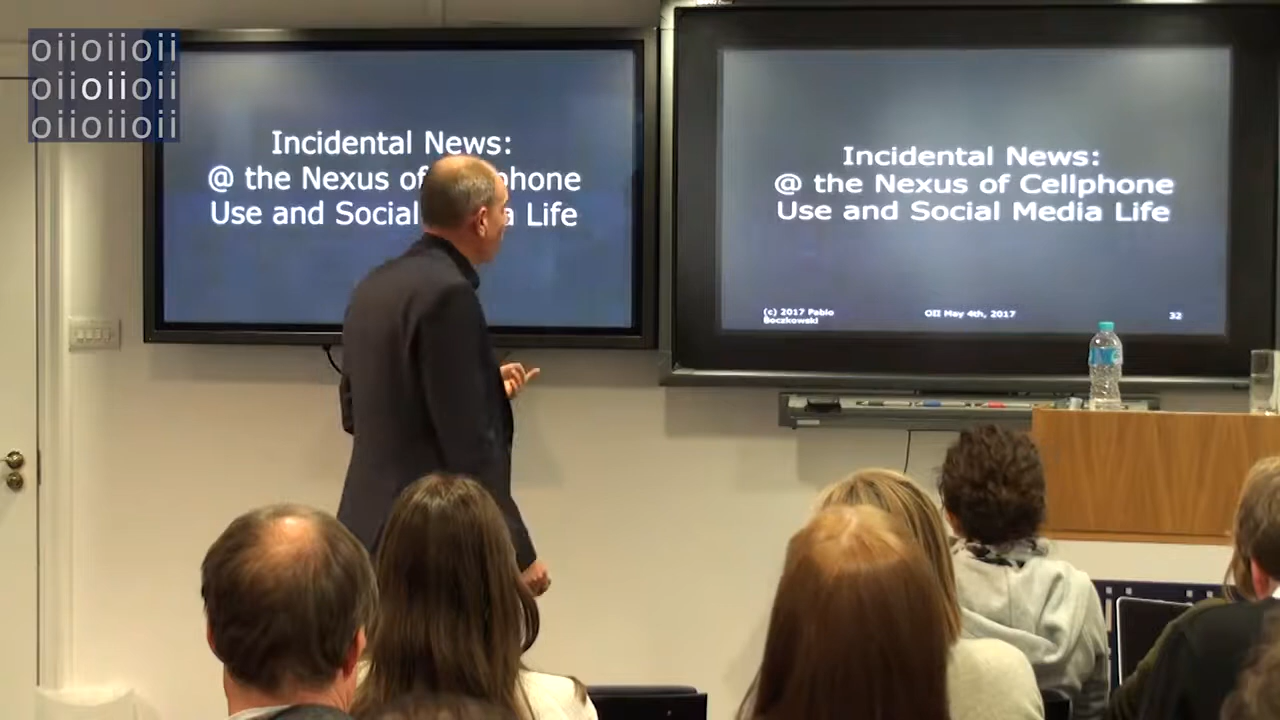 oiioiioii
oiioiioii
oiioiioii
Incidental News:
@ the Nexus of phone
Use and Social a Life
Incidental News:
@ the Nexus of Cellphone
Use and Social Media Life
(c) 2017 Pablo
Boczkowski
OII May 4th, 2017
32